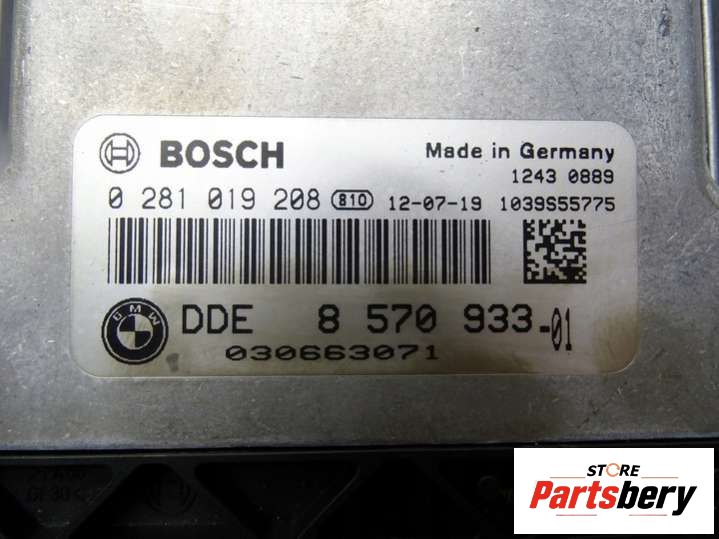 BOSCH Made in Germany
1243 0889
0 281 019 208 810 12-07-19 1039S55775
BMW DDE 8 570 933-01
030663071
STORE
Partsbery